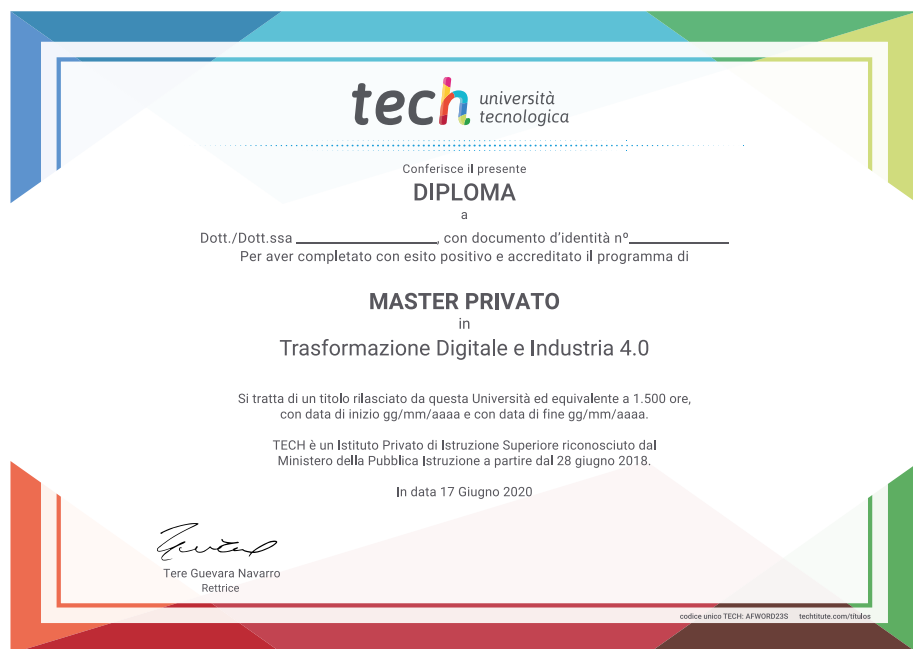 tech università
tecnologica
Conferisce il presente
DIPLOMA
a
Dott./Dott.ssa ____________________, con documento d'identità nº______________
Per aver completato con esito positivo e accreditato il programma di
MASTER PRIVATO
in
Trasformazione Digitale e Industria 4.0
Si tratta di un titolo rilasciato da questa Università ed equivalente a 1.500 ore,
con data di inizio gg/mm/aaaa e con data di fine gg/mm/aaaa.
TECH è un Istituto Privato di Istruzione Superiore riconosciuto dal
Ministero della Pubblica Istruzione a partire dal 28 giugno 2018.
In data 17 Giugno 2020
Tere Guevara Navarro
Rettrice
codice unico TECH: AFWORD23S techtitute.com/títulos